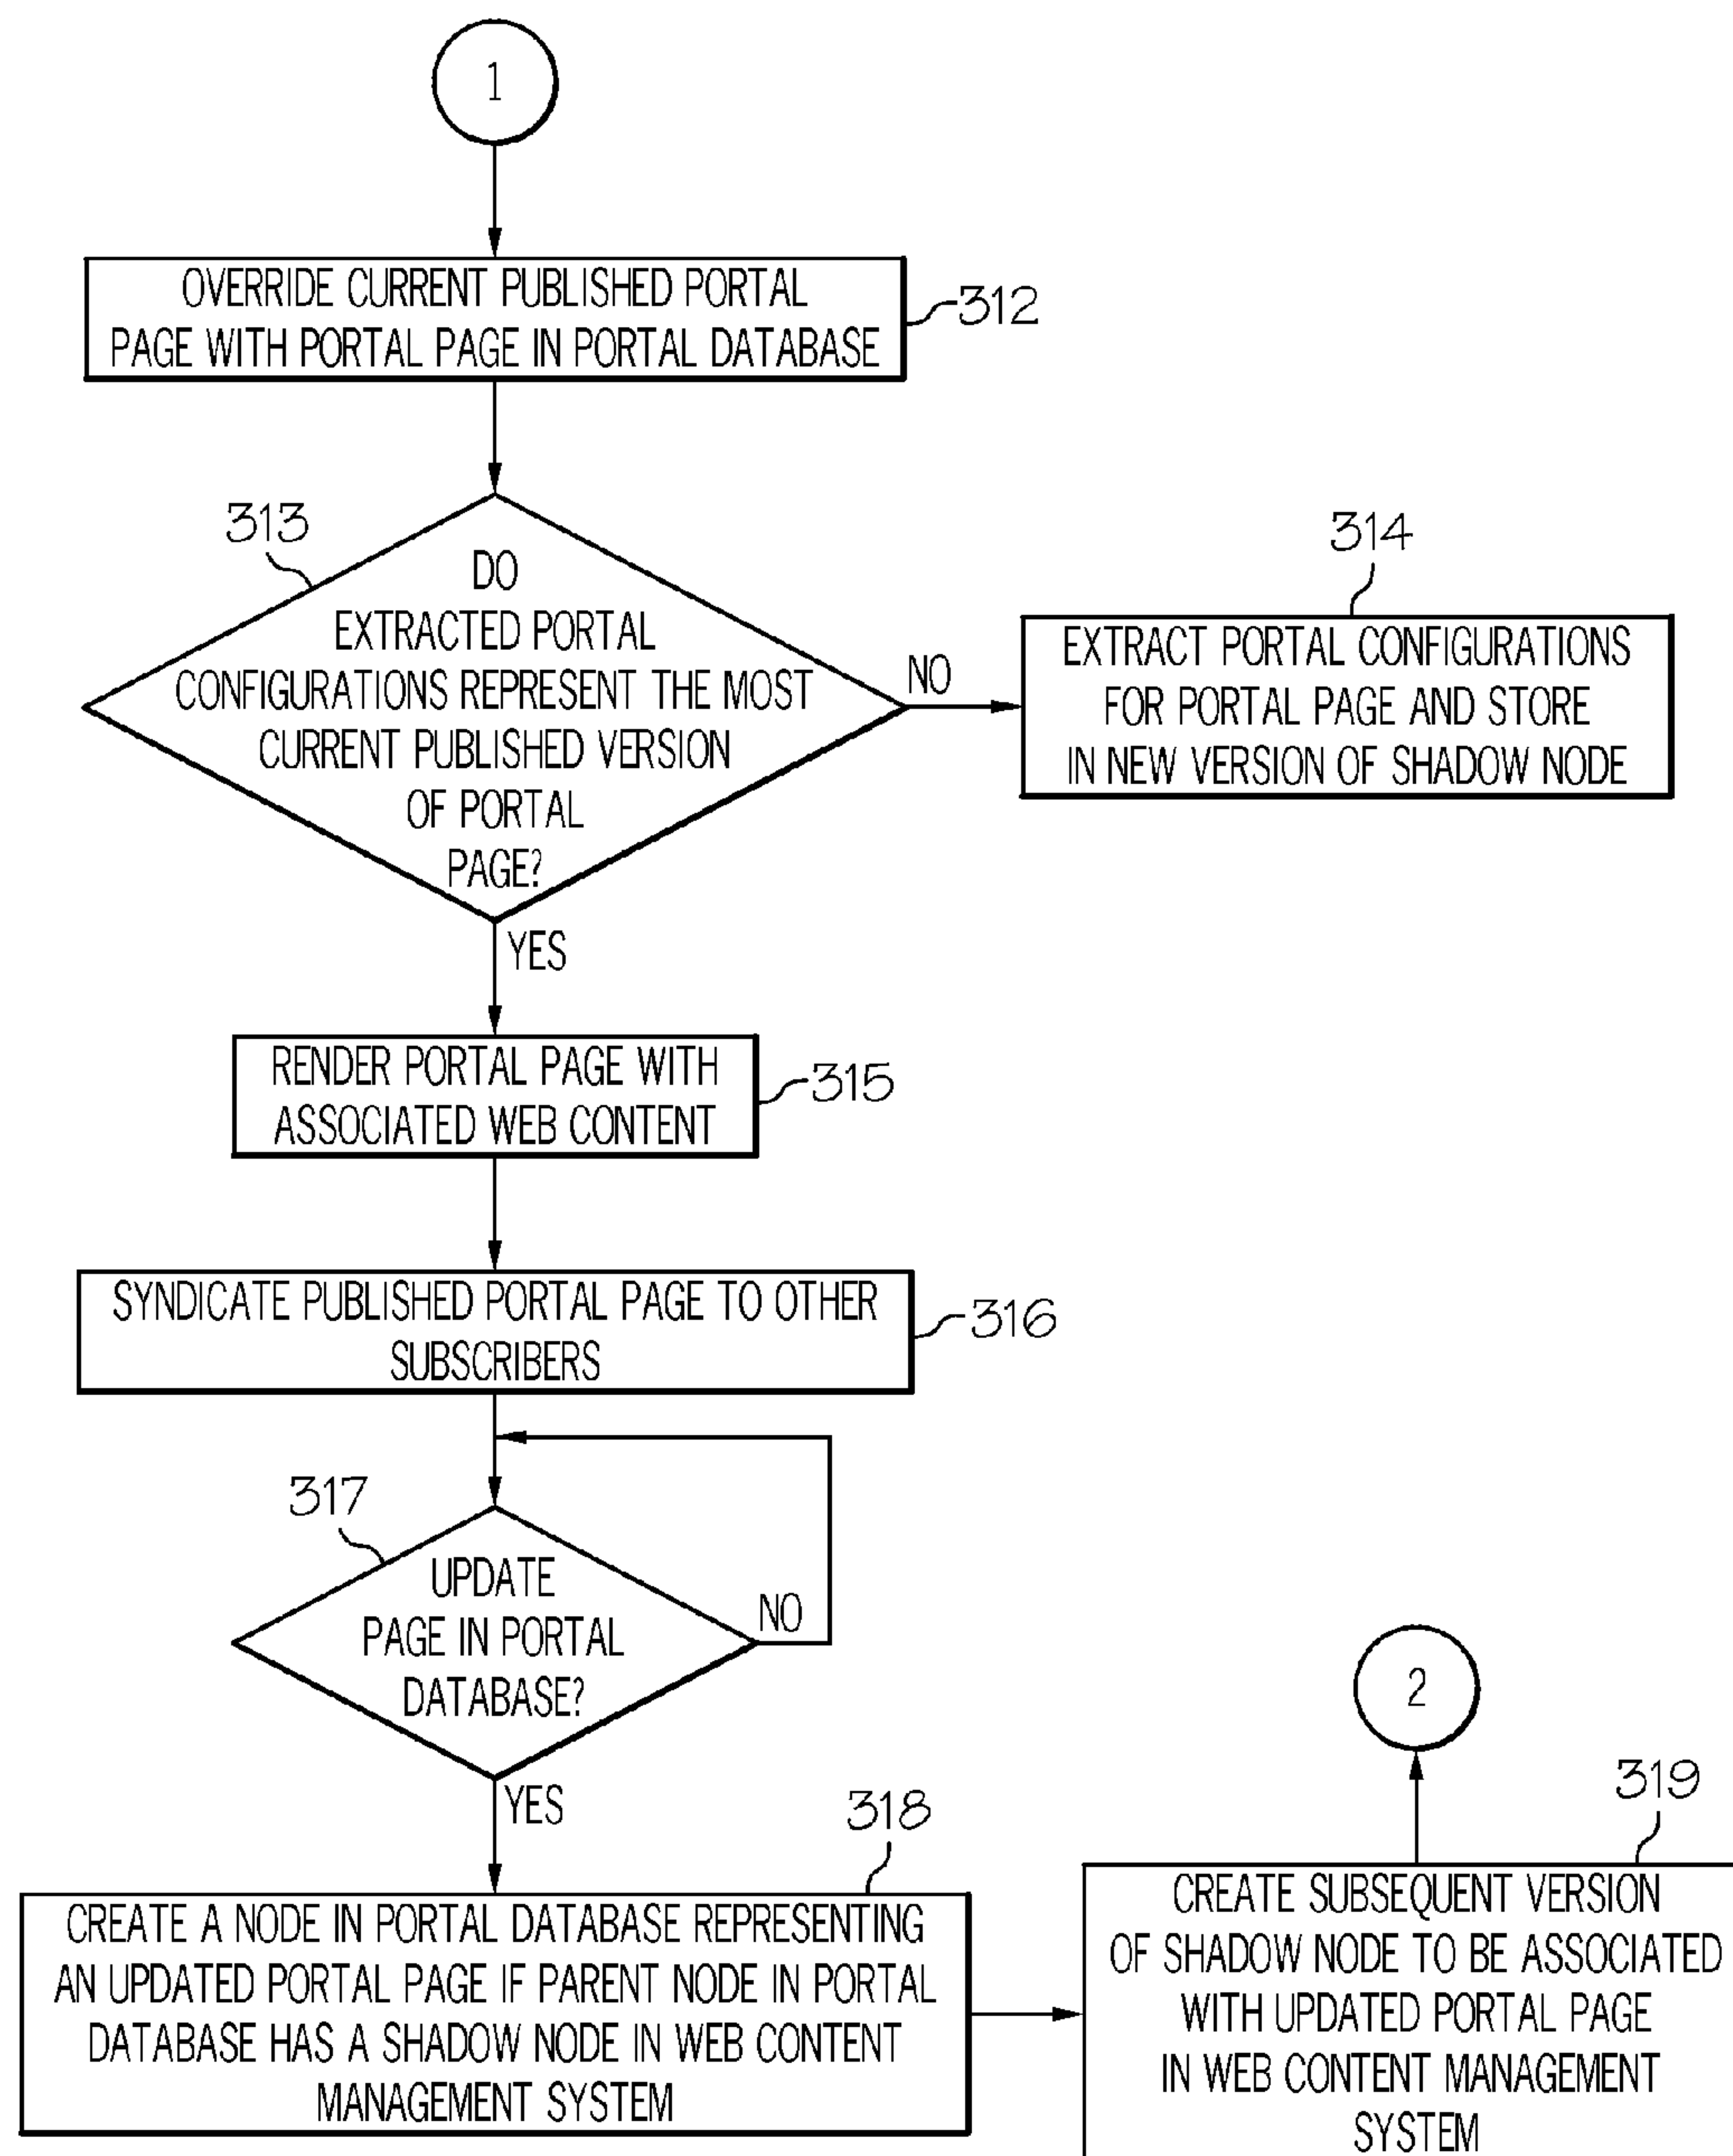 1
OVERRIDE CURRENT PUBLISHED PORTAL
PAGE WITH PORTAL PAGE IN PORTAL DATABASE
312
313
DO
EXTRACTED PORTAL
CONFIGURATIONS REPRESENT THE MOST
CURRENT PUBLISHED VERSION
OF PORTAL
PAGE?
NO
314
EXTRACT PORTAL CONFIGURATIONS
FOR PORTAL PAGE AND STORE
IN NEW VERSION OF SHADOW NODE
YES
RENDER PORTAL PAGE WITH
ASSOCIATED WEB CONTENT
315
SYNDICATE PUBLISHED PORTAL PAGE TO OTHER
SUBSCRIBERS
316
317
UPDATE
PAGE IN PORTAL
DATABASE?
NO
YES
318
CREATE A NODE IN PORTAL DATABASE REPRESENTING
AN UPDATED PORTAL PAGE IF PARENT NODE IN PORTAL
DATABASE HAS A SHADOW NODE IN WEB CONTENT
MANAGEMENT SYSTEM
319
CREATE SUBSEQUENT VERSION
OF SHADOW NODE TO BE ASSOCIATED
WITH UPDATED PORTAL PAGE
IN WEB CONTENT MANAGEMENT
SYSTEM
2